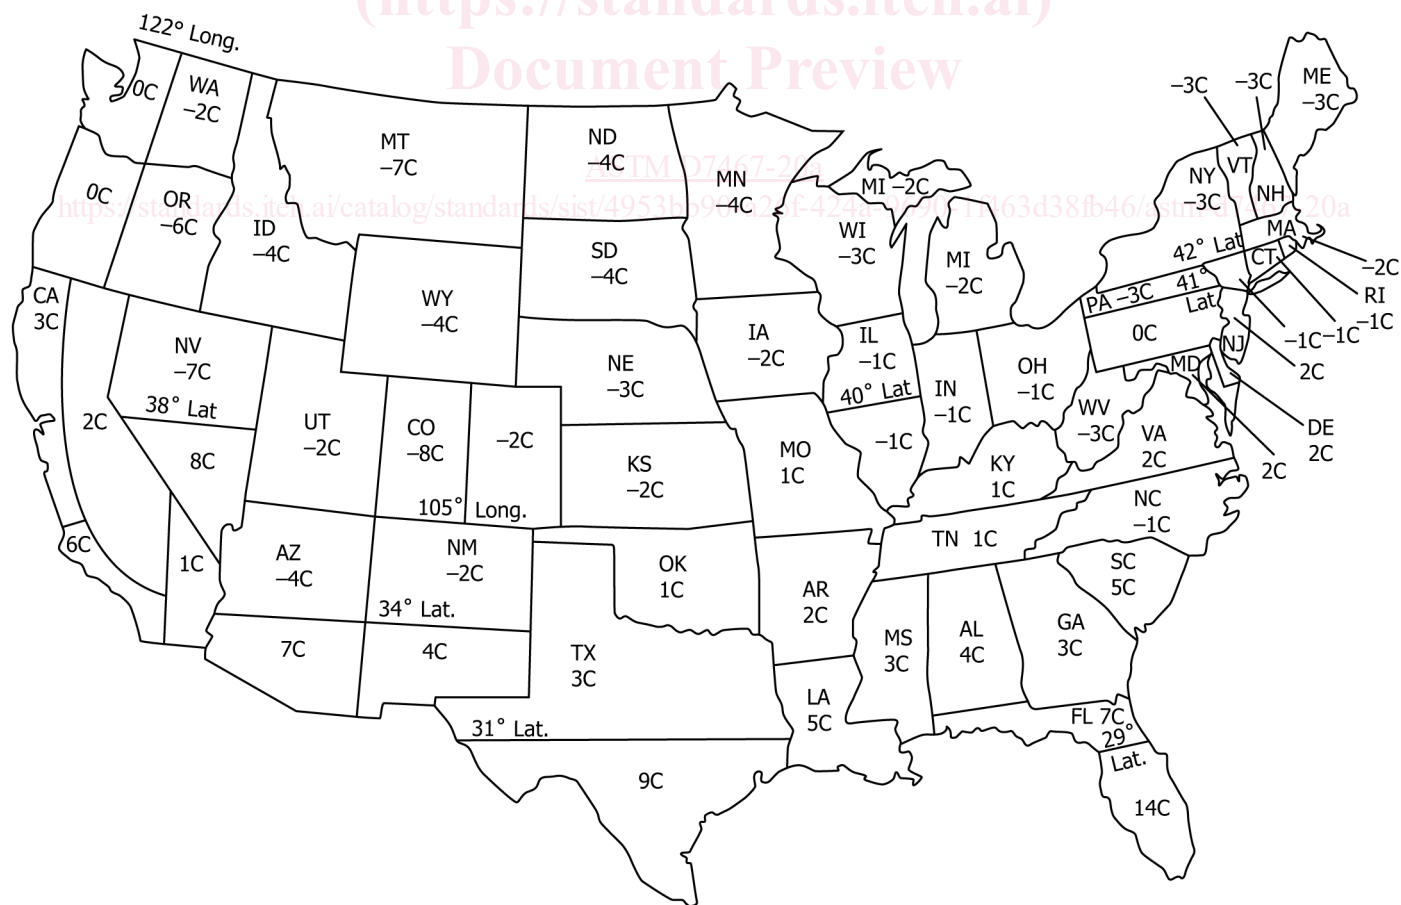 (https://standards.iteh.ai)
Document Preview
ASTM D7467-20a
122° Long.
0C
WA
–2C
MT
–7C
ND
–4C
MN
–4C
MI –2C
–3C
–3C
ME
–3C
NY
–3C
VT
NH
MA
0C
OR
–6C
ID
–4C
SD
–4C
WI
–3C
MI
–2C
42° Lat
CT
–2C
RI
–1C
–1C
–1C
CA
3C
WY
–4C
PA –3C
41°
Lat
0C
NJ
2C
NV
–7C
38° Lat
NE
–3C
IA
–2C
IL
–1C
40° Lat
IN
–1C
OH
–1C
MD
DE
2C
2C
2C
8C
UT
–2C
CO
–8C
–2C
105° Long.
KS
–2C
MO
1C
–1C
KY
1C
WV
–3C
VA
2C
6C
1C
AZ
–4C
NM
–2C
34° Lat.
OK
1C
AR
2C
TN 1C
NC
–1C
SC
5C
7C
4C
TX
3C
31° Lat.
9C
LA
5C
MS
3C
AL
4C
GA
3C
FL 7C
29°
Lat.
14C